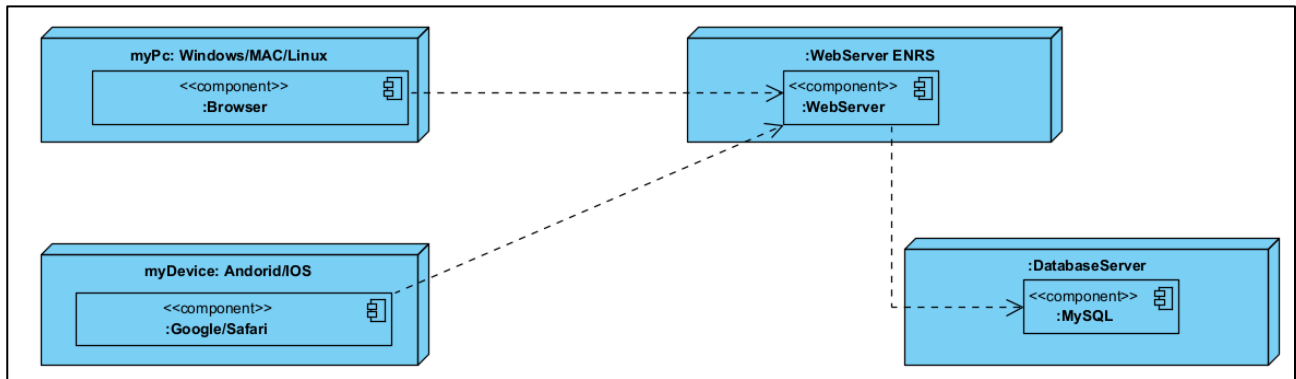 myPc: Windows/MAC/Linux
<<component>>
:Browser
:WebServer ENRS
<<component>>
:WebServer
myDevice: Andorid/IOS
<<component>>
:Google/Safari
:DatabaseServer
<<component>>
:MySQL